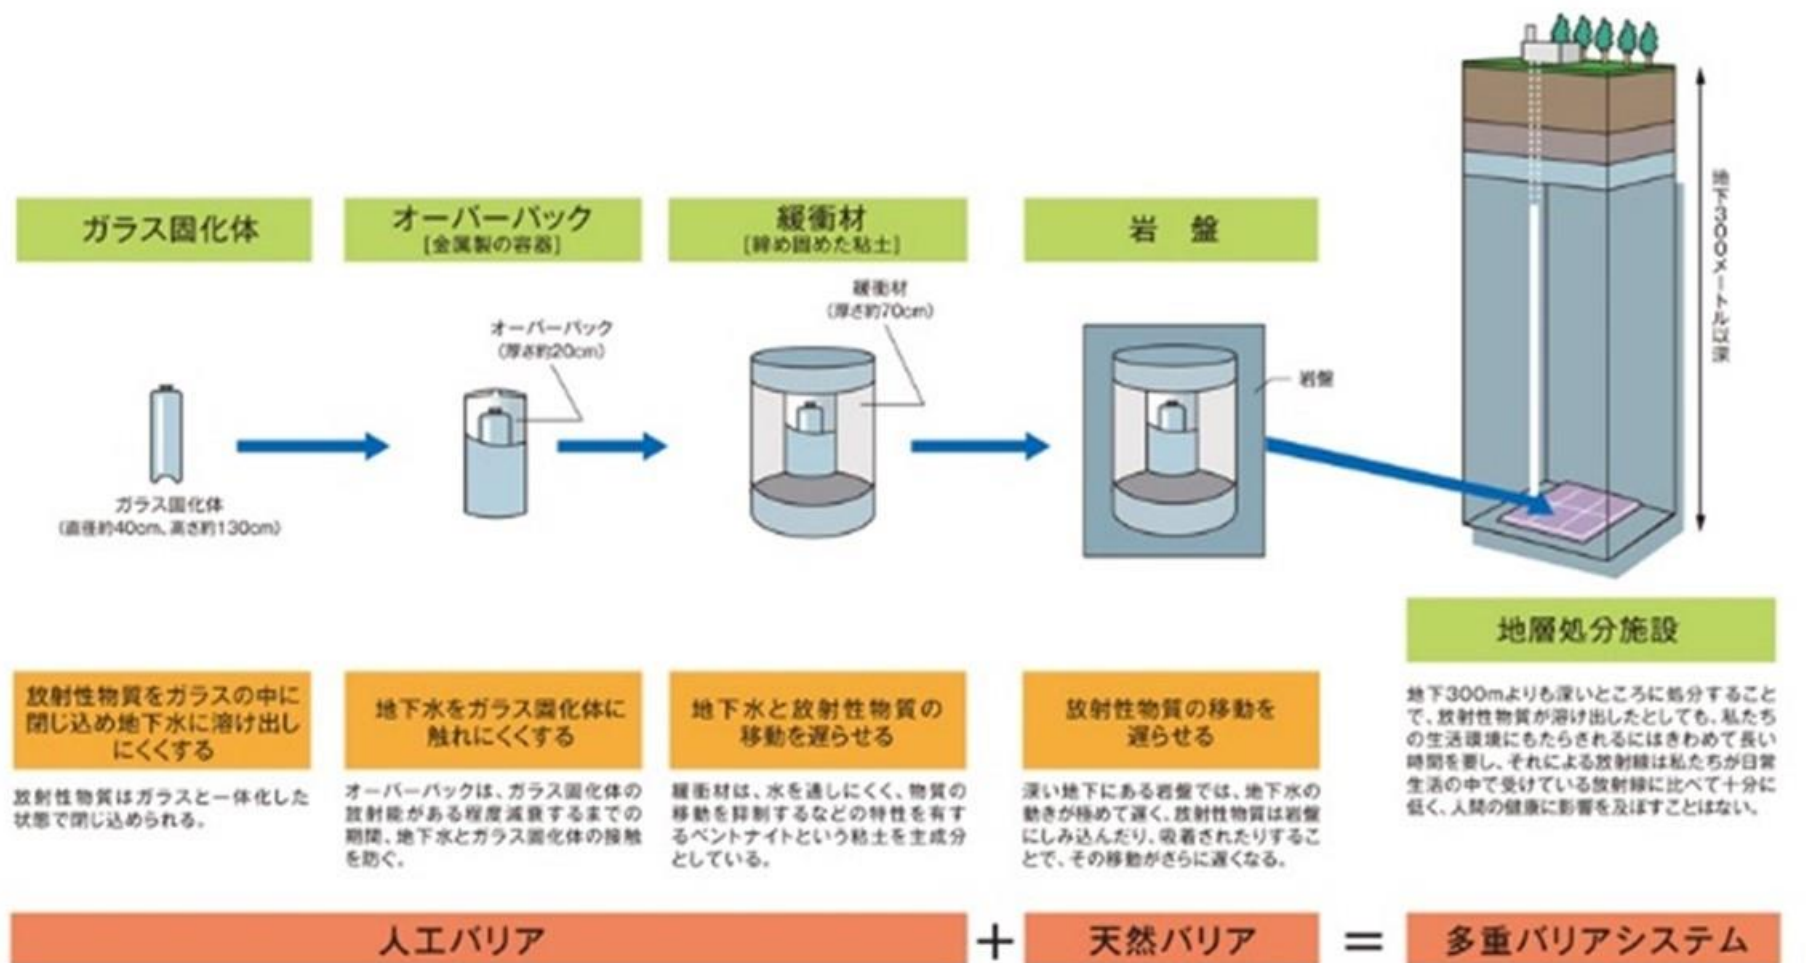 ガラス固化体
オーバーパック
[金属製の容器]
緩衝材
[締め固めた粘土]
岩　盤
緩衝材
(厚さ約70cm)
オーバーパック
(厚さ約20cm)
岩盤
ガラス固化体
(直径約40cm、高さ約130cm)
地下300メートル以深
地層処分施設
地下300mよりも深いところに処分すること
で、放射性物質が溶け出したとしても、私たち
の生活環境にもたらされるにはきわめて長い
時間を要し、それによる放射線は私たちが日常
生活の中で受けている放射線に比べて十分に
低く、人間の健康に影響を及ぼすことはない。
放射性物質をガラスの中に
閉じ込め地下水に溶け出し
にくくする
放射性物質はガラスと一体化した
状態で閉じ込められる。
地下水をガラス固化体に
触れにくくする
オーバーパックは、ガラス固化体の
放射能がある程度減衰するまでの
期間、地下水とガラス固化体の接触
を防ぐ。
地下水と放射性物質の
移動を遅らせる
緩衝材は、水を通しにくく、物質の
移動を抑制するなどの特性を有す
るベントナイトという粘土を主成分
としている。
放射性物質の移動を
遅らせる
深い地下にある岩盤では、地下水の
動きが極めて遅く、放射性物質は岩盤
にしみ込んだり、吸着されたりするこ
とで、その移動がさらに遅くなる。
人工バリア
+
天然バリア
=
多重バリアシステム